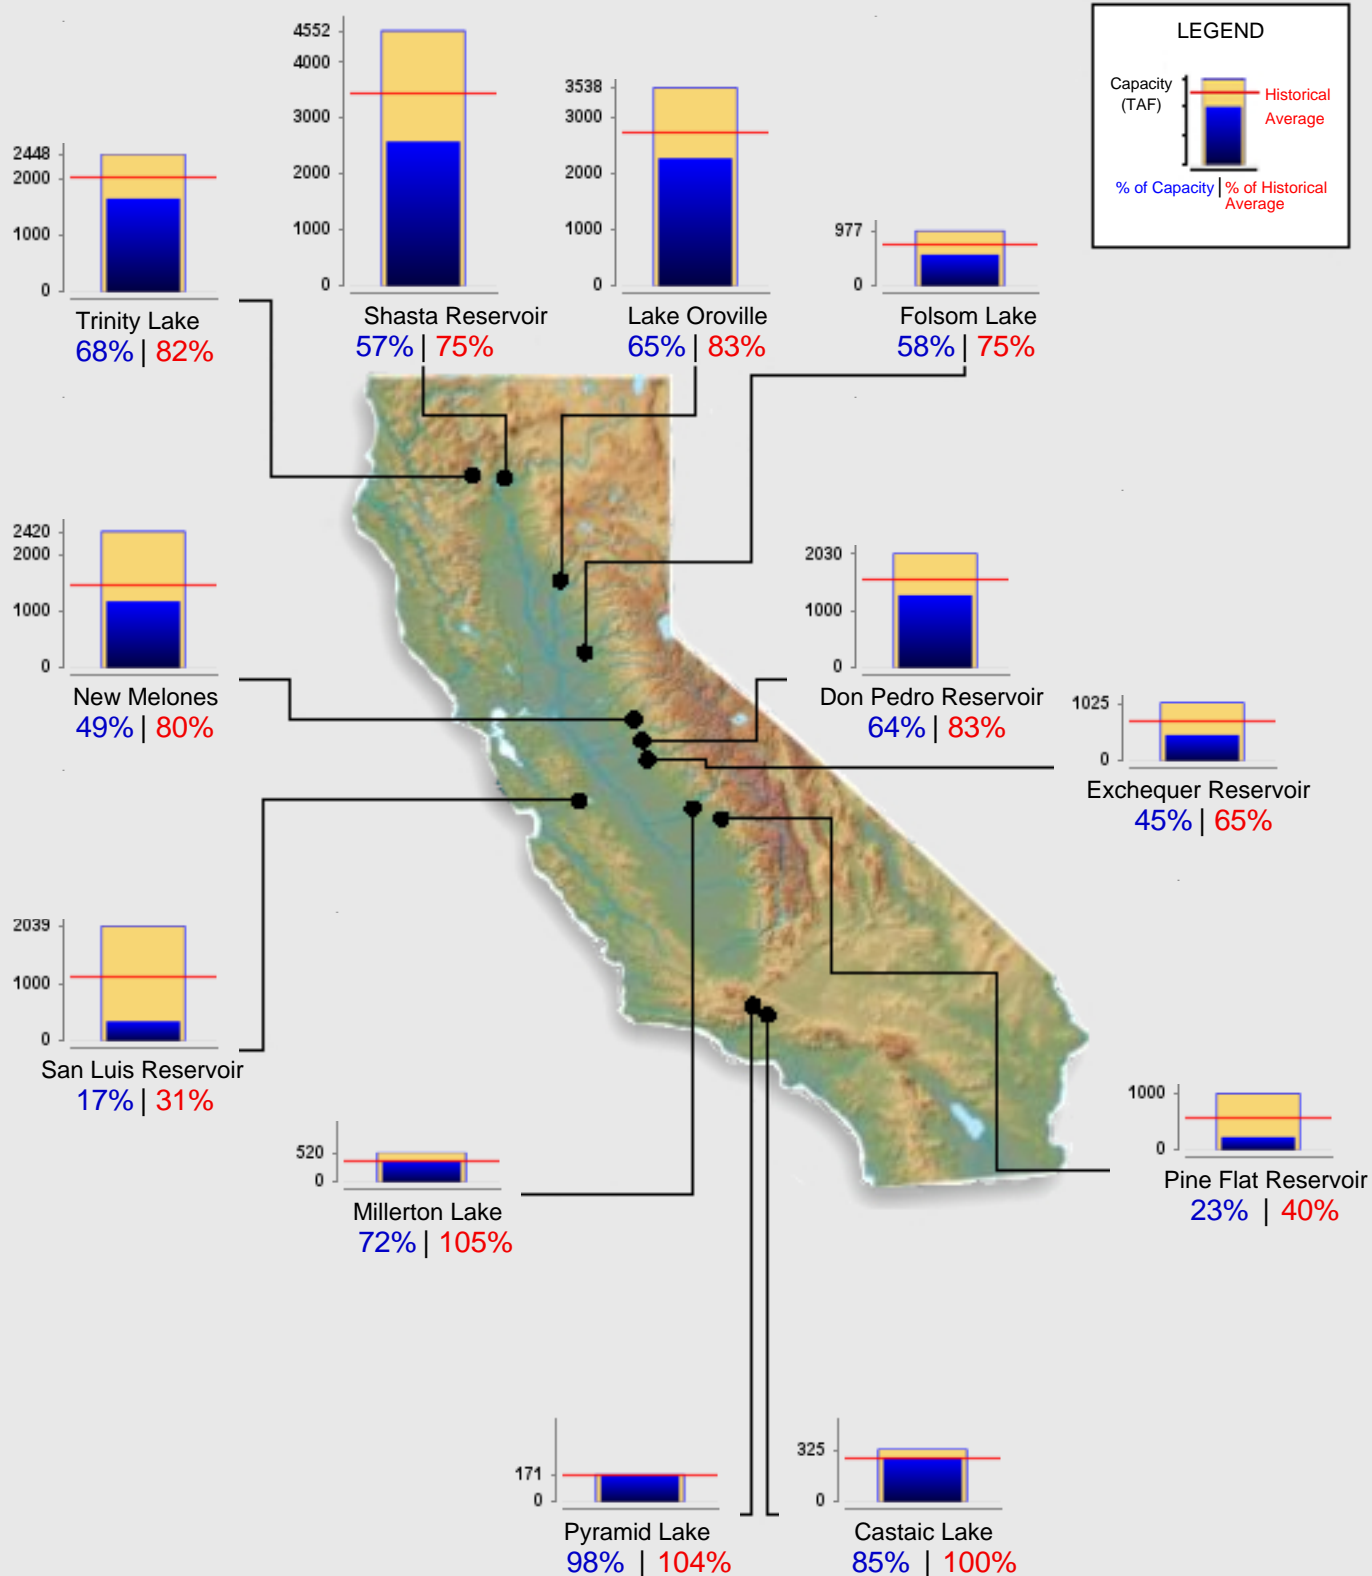 LEGEND
Capacity
(TAF)
Historical
Average
% of Capacity | % of Historical
Average
4552
4000
3000
2000
1000
0
Shasta Reservoir
57% | 75%
3538
3000
2000
1000
0
Lake Oroville
65% | 83%
2448
2000
1000
0
Trinity Lake
68% | 82%
977
0
Folsom Lake
58% | 75%
2420
2000
1000
0
New Melones
49% | 80%
2030
1000
0
Don Pedro Reservoir
64% | 83%
1025
0
Exchequer Reservoir
45% | 65%
2039
1000
0
San Luis Reservoir
17% | 31%
1000
0
Pine Flat Reservoir
23% | 40%
520
0
Millerton Lake
72% | 105%
171
0
Pyramid Lake
98% | 104%
325
0
Castaic Lake
85% | 100%